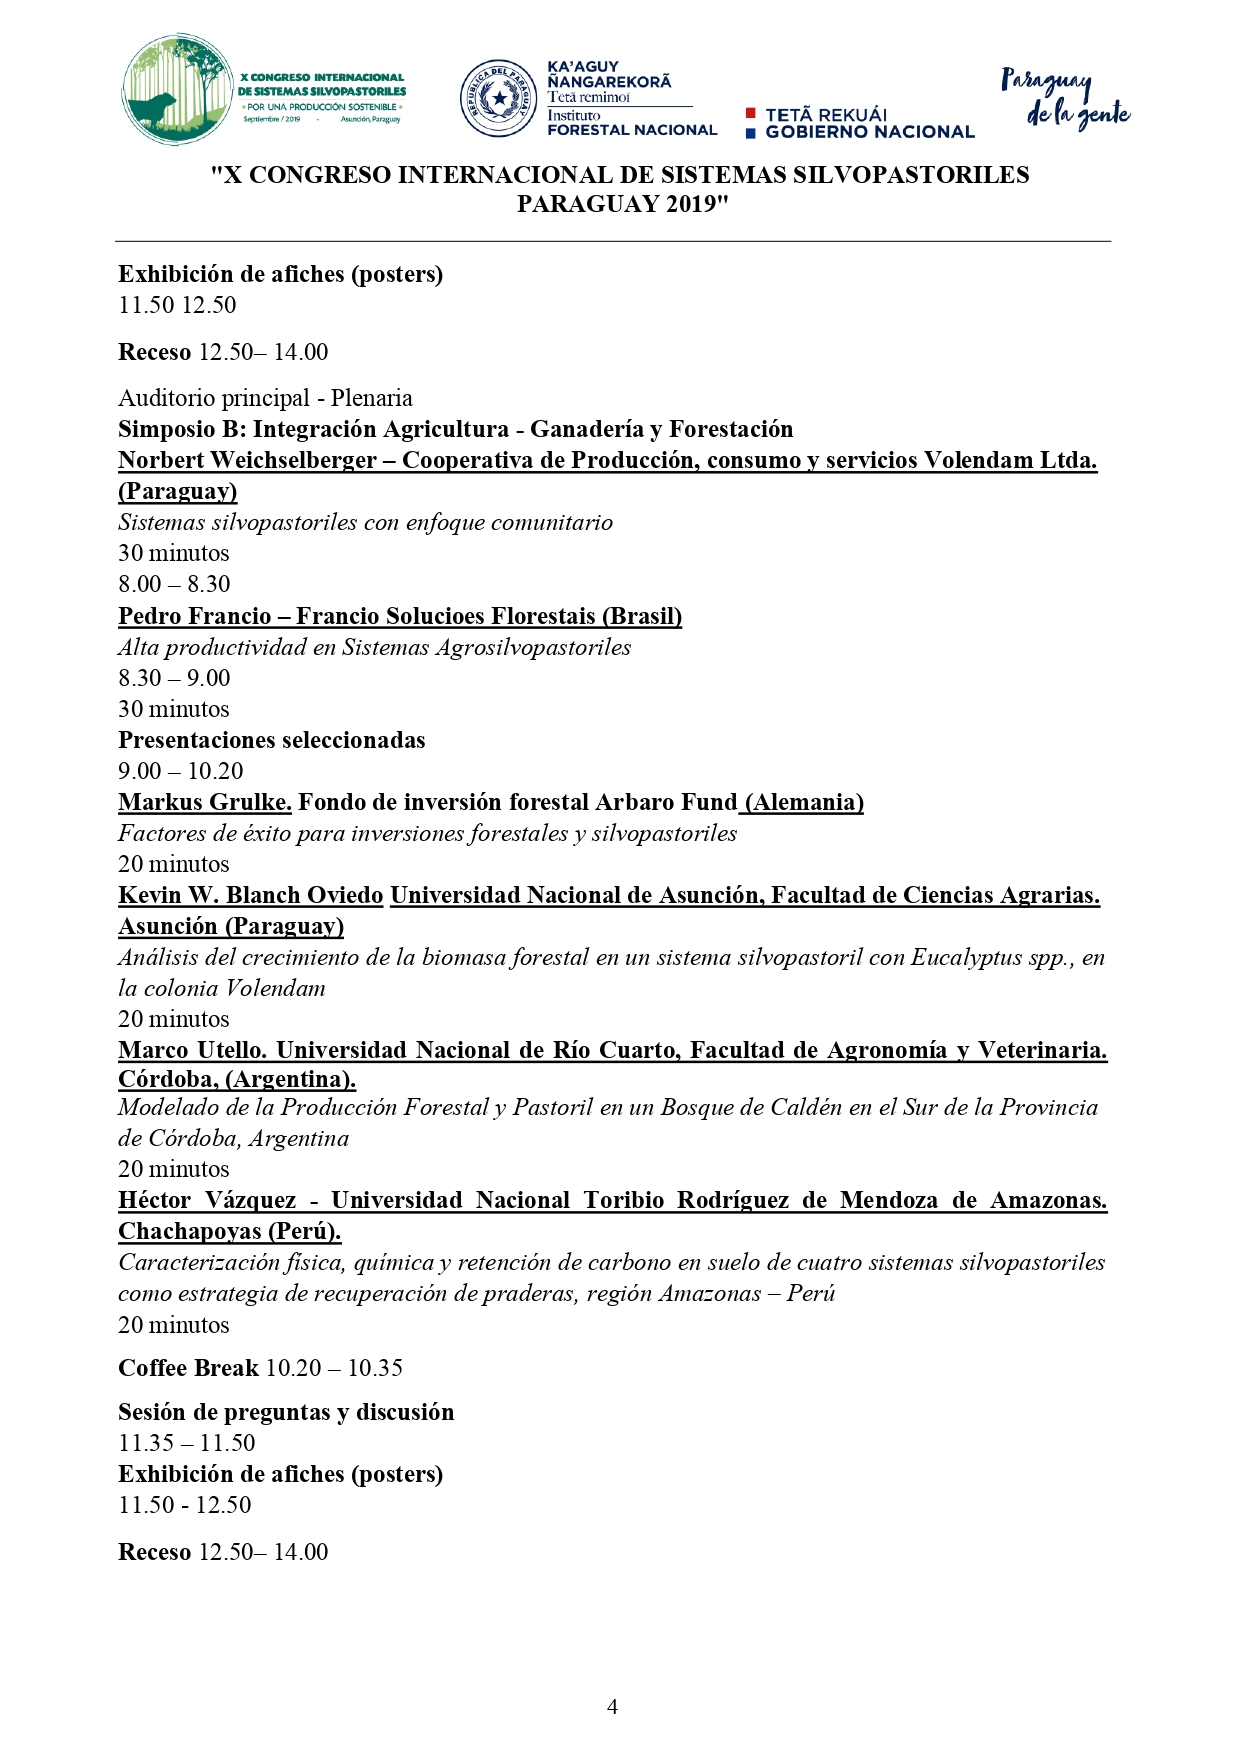 X CONGRESO INTERNACIONAL
DE SISTEMAS SILVOPASTORILES
• POR UNA PRODUCCIÓN SOSTENIBLE •
Septiembre / 2019 - Asunción, Paraguay
REPUBLICA DEL PARAGUAY
KA'AGUY
ÑANGAREKORÃ
Tetã remimoĩ
Instituto
FORESTAL NACIONAL
TETÃ REKUÁI
GOBIERNO NACIONAL
Paraguay
de la gente
"X CONGRESO INTERNACIONAL DE SISTEMAS SILVOPASTORILES
PARAGUAY 2019"
Exhibición de afiches (posters)
11.50 12.50
Receso 12.50– 14.00
Auditorio principal - Plenaria
Simposio B: Integración Agricultura - Ganadería y Forestación
Norbert Weichselberger – Cooperativa de Producción, consumo y servicios Volendam Ltda.
(Paraguay)
Sistemas silvopastoriles con enfoque comunitario
30 minutos
8.00 – 8.30
Pedro Francio – Francio Solucioes Florestais (Brasil)
Alta productividad en Sistemas Agrosilvopastoriles
8.30 – 9.00
30 minutos
Presentaciones seleccionadas
9.00 – 10.20
Markus Grulke. Fondo de inversión forestal Arbaro Fund (Alemania)
Factores de éxito para inversiones forestales y silvopastoriles
20 minutos
Kevin W. Blanch Oviedo Universidad Nacional de Asunción, Facultad de Ciencias Agrarias.
Asunción (Paraguay)
Análisis del crecimiento de la biomasa forestal en un sistema silvopastoril con Eucalyptus spp., en
la colonia Volendam
20 minutos
Marco Utello. Universidad Nacional de Río Cuarto, Facultad de Agronomía y Veterinaria.
Córdoba, (Argentina).
Modelado de la Producción Forestal y Pastoril en un Bosque de Caldén en el Sur de la Provincia
de Córdoba, Argentina
20 minutos
Héctor Vázquez - Universidad Nacional Toribio Rodríguez de Mendoza de Amazonas.
Chachapoyas (Perú).
Caracterización física, química y retención de carbono en suelo de cuatro sistemas silvopastoriles
como estrategia de recuperación de praderas, región Amazonas – Perú
20 minutos
Coffee Break 10.20 – 10.35
Sesión de preguntas y discusión
11.35 – 11.50
Exhibición de afiches (posters)
11.50 - 12.50
Receso 12.50– 14.00
4